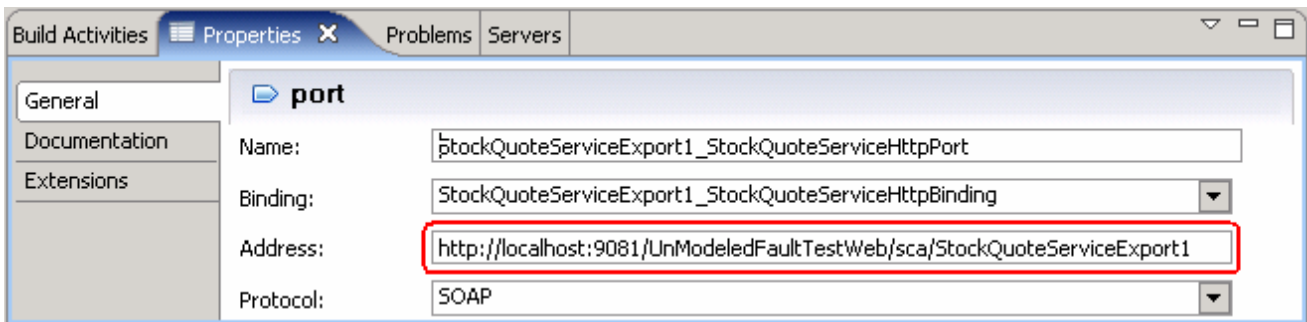 Build Activities Properties Problems Servers
General
Documentation
Extensions
port
Name: StockQuoteServiceExport1_StockQuoteServiceHttpPort
Binding: StockQuoteServiceExport1_StockQuoteServiceHttpBinding
Address: http://localhost:9081/UnModeledFaultTestWeb/sca/StockQuoteServiceExport1
Protocol: SOAP